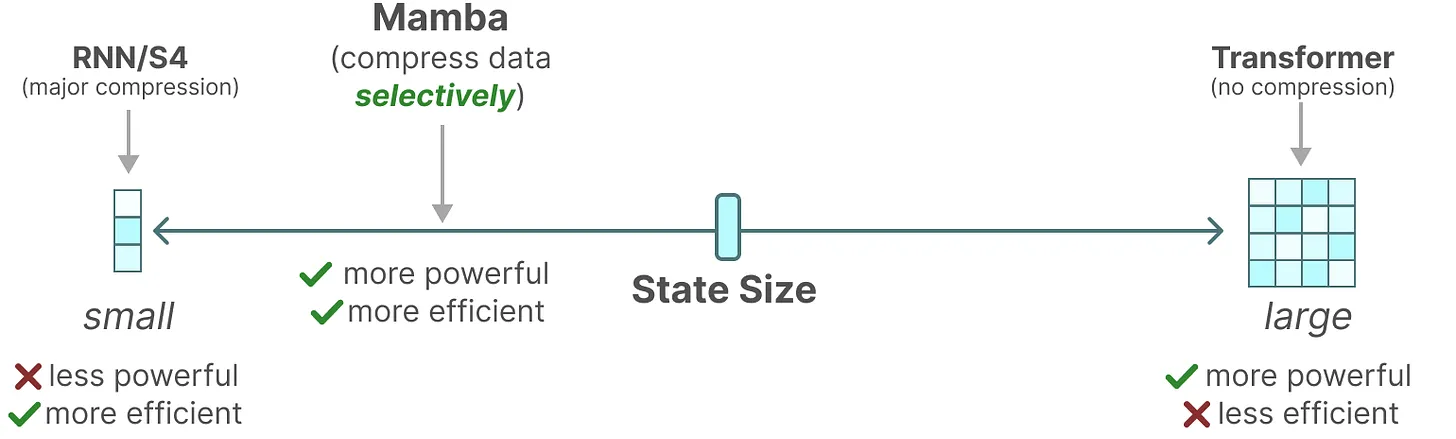 RNN/S4
(major compression)
Mamba
(compress data
selectively)
Transformer
(no compression)
small
less powerful
more efficient
more powerful
more efficient
State Size
large
more powerful
less efficient